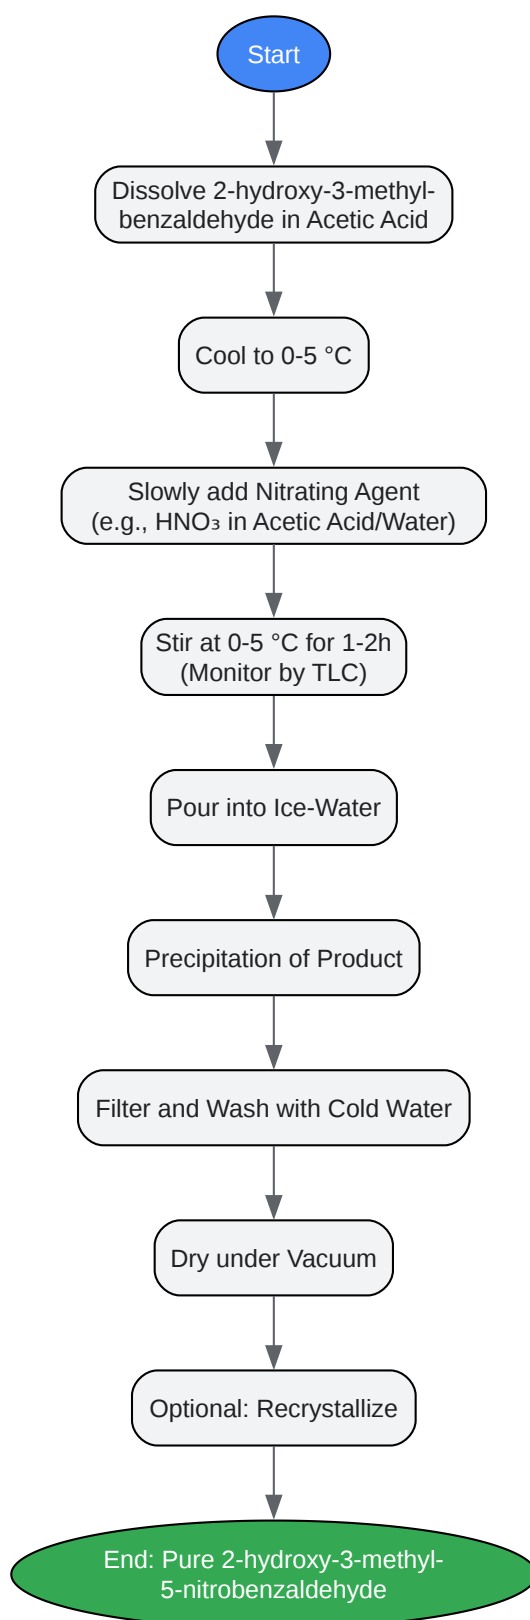 Start
Dissolve 2-hydroxy-3-methyl-
benzaldehyde in Acetic Acid
Cool to 0-5 °C
Slowly add Nitrating Agent
(e.g., HNO₃ in Acetic Acid/Water)
Stir at 0-5 °C for 1-2h
(Monitor by TLC)
Pour into Ice-Water
Precipitation of Product
Filter and Wash with Cold Water
Dry under Vacuum
Optional: Recrystallize
End: Pure 2-hydroxy-3-methyl-
5-nitrobenzaldehyde